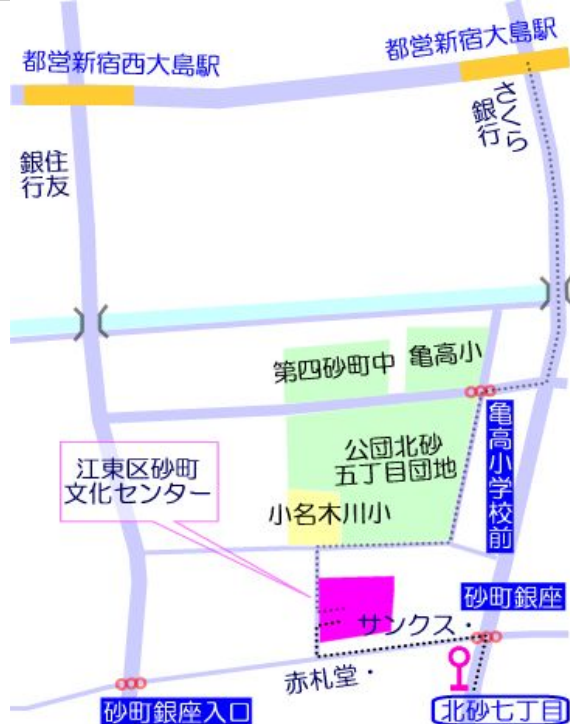 都営新宿西大島駅
都営新宿大島駅
さくら
銀行
住友
銀行
第四砂町中
亀高小
公団北砂
五丁目団地
亀高小学校前
江東区砂町
文化センター
小名木川小
砂町銀座
サンクス・
赤札堂・
砂町銀座入口
北砂七丁目